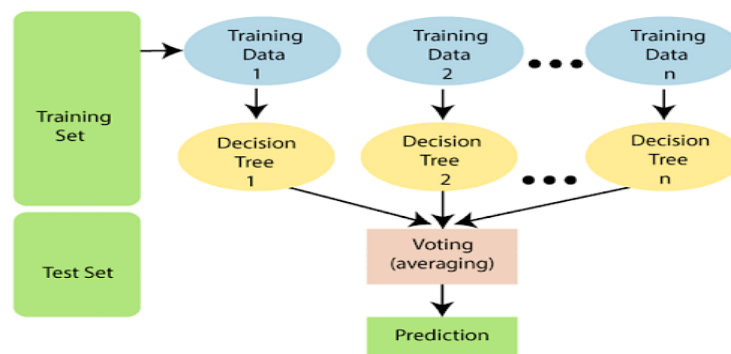 Training
Set
Test Set
Training
Data
1
Training
Data
2
Training
Data
n
Decision
Tree
1
Decision
Tree
2
Decision
Tree
n
Voting
(averaging)
Prediction